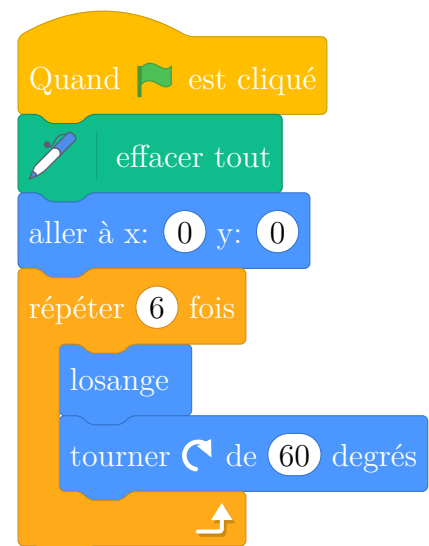 Quand est cliqué
effacer tout
aller à x: 0 y: 0
répéter 6 fois
losange
tourner de 60 degrés